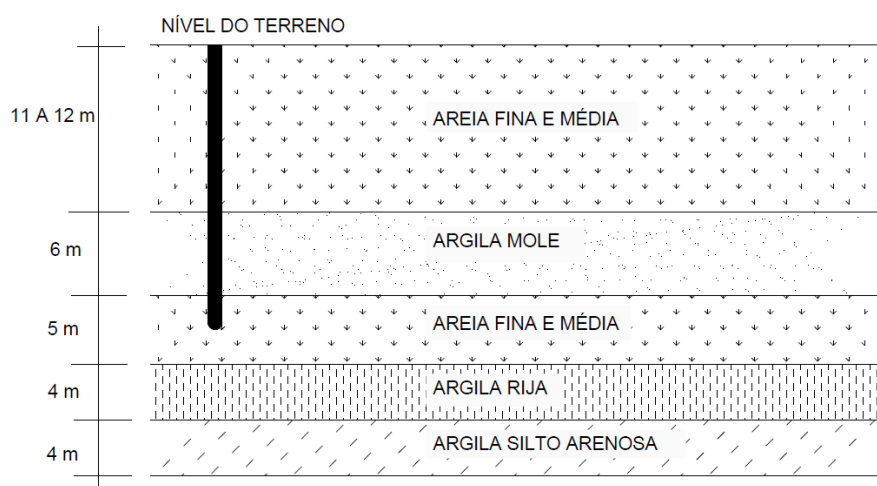 NÍVEL DO TERRENO
11 A 12 m
AREIA FINA E MÉDIA
6 m
ARGILA MOLE
5 m
AREIA FINA E MÉDIA
4 m
ARGILA RIJA
4 m
ARGILA SILTO ARENOSA